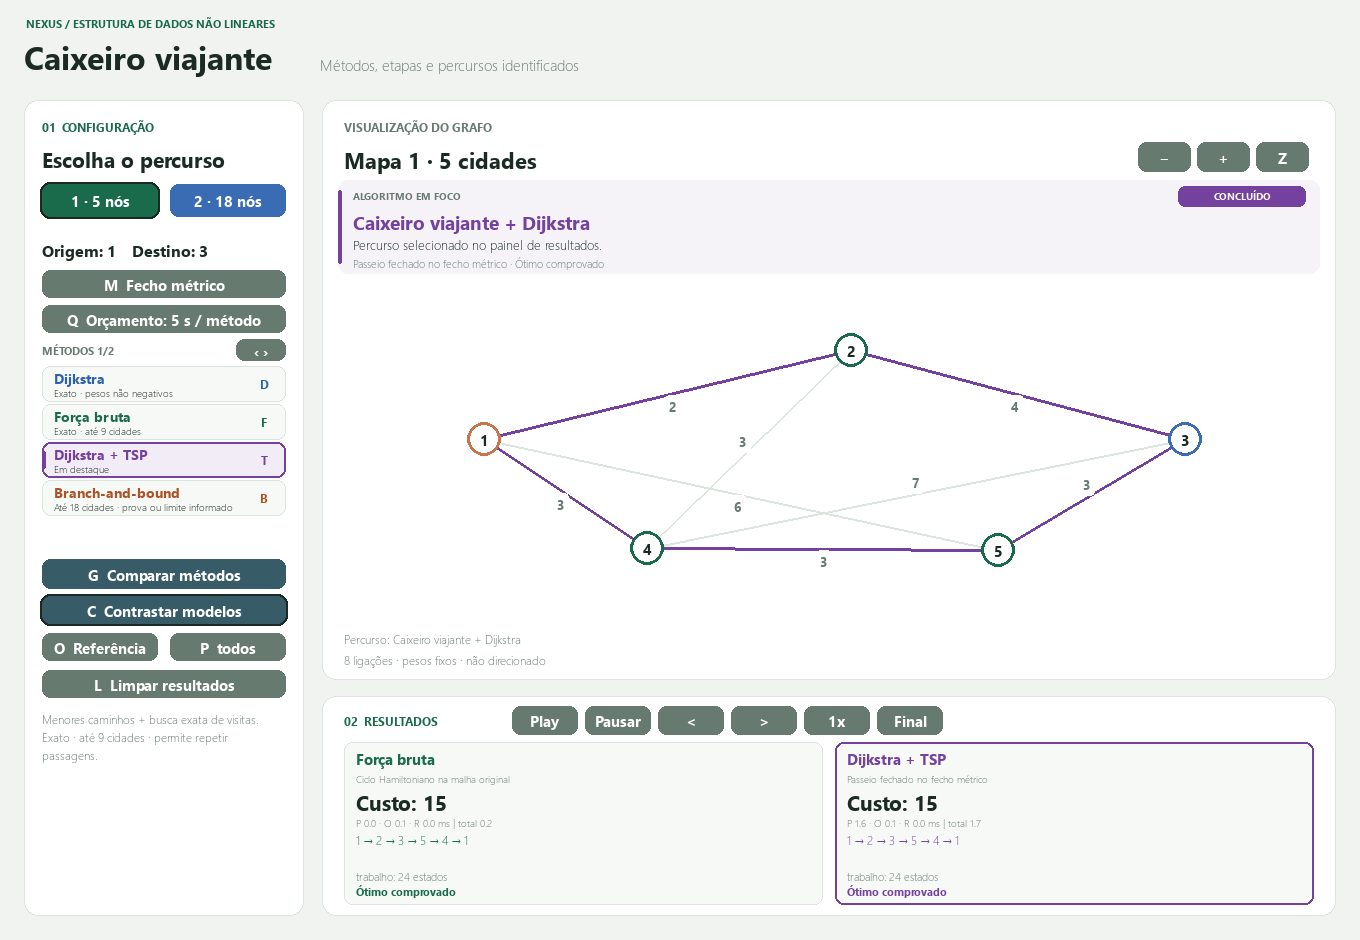 NEXUS / ESTRUTURA DE DADOS NÃO LINEARES
Caixeiro viajante
Métodos, etapas e percursos identificados
01 CONFIGURAÇÃO
Escolha o percurso
1 · 5 nós
2 · 18 nós
Origem: 1 Destino: 3
M Fecho métrico
Q Orçamento: 5 s / método
MÉTODOS 1/2
‹ ›
Dijkstra
Exato · pesos não negativos
D
Força bruta
Exato · até 9 cidades
F
Dijkstra + TSP
Em destaque
T
Branch-and-bound
Até 18 cidades · prova ou limite informado
B
G Comparar métodos
C Contrastar modelos
O Referência
P todos
L Limpar resultados
Menores caminhos + busca exata de visitas.
Exato · até 9 cidades · permite repetir
passagens.
VISUALIZAÇÃO DO GRAFO
Mapa 1 · 5 cidades
−
+
Z
ALGORITMO EM FOCO
CONCLUÍDO
Caixeiro viajante + Dijkstra
Percurso selecionado no painel de resultados.
Passeio fechado no fecho métrico · Ótimo comprovado
2
2
4
1
3
3
7
3
3
6
4
5
3
Percurso: Caixeiro viajante + Dijkstra
8 ligações · pesos fixos · não direcionado
02 RESULTADOS
Play
Pausar
<
>
1x
Final
Força bruta
Ciclo Hamiltoniano na malha original
Custo: 15
P 0.0 · O 0.1 · R 0.0 ms | total 0.2
1 → 2 → 3 → 5 → 4 → 1
trabalho: 24 estados
Ótimo comprovado
Dijkstra + TSP
Passeio fechado no fecho métrico
Custo: 15
P 1.6 · O 0.1 · R 0.0 ms | total 1.7
1 → 2 → 3 → 5 → 4 → 1
trabalho: 24 estados
Ótimo comprovado